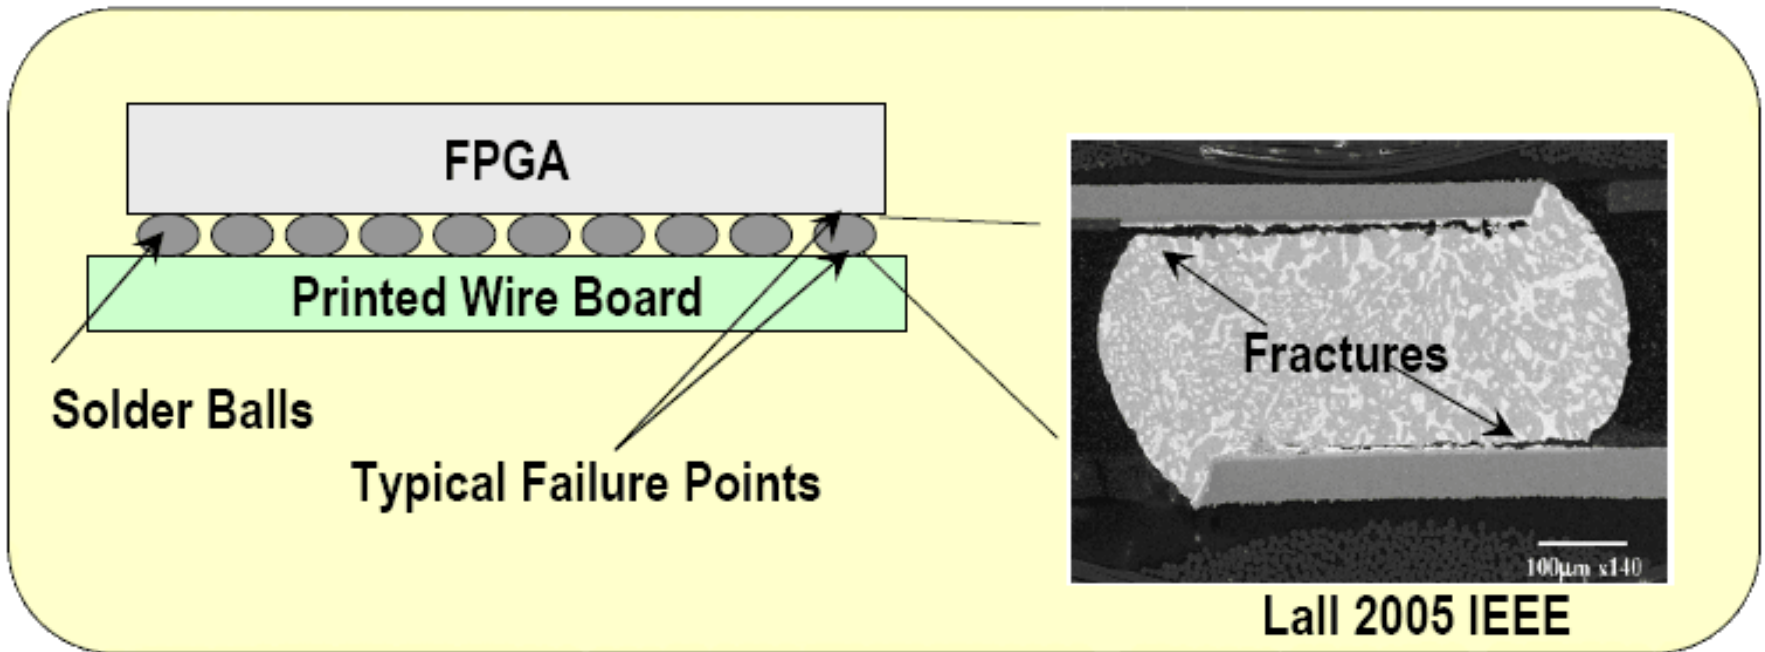 FPGA
Printed Wire Board
Solder Balls
Typical Failure Points
Fractures
100µm x140
Lall 2005 IEEE